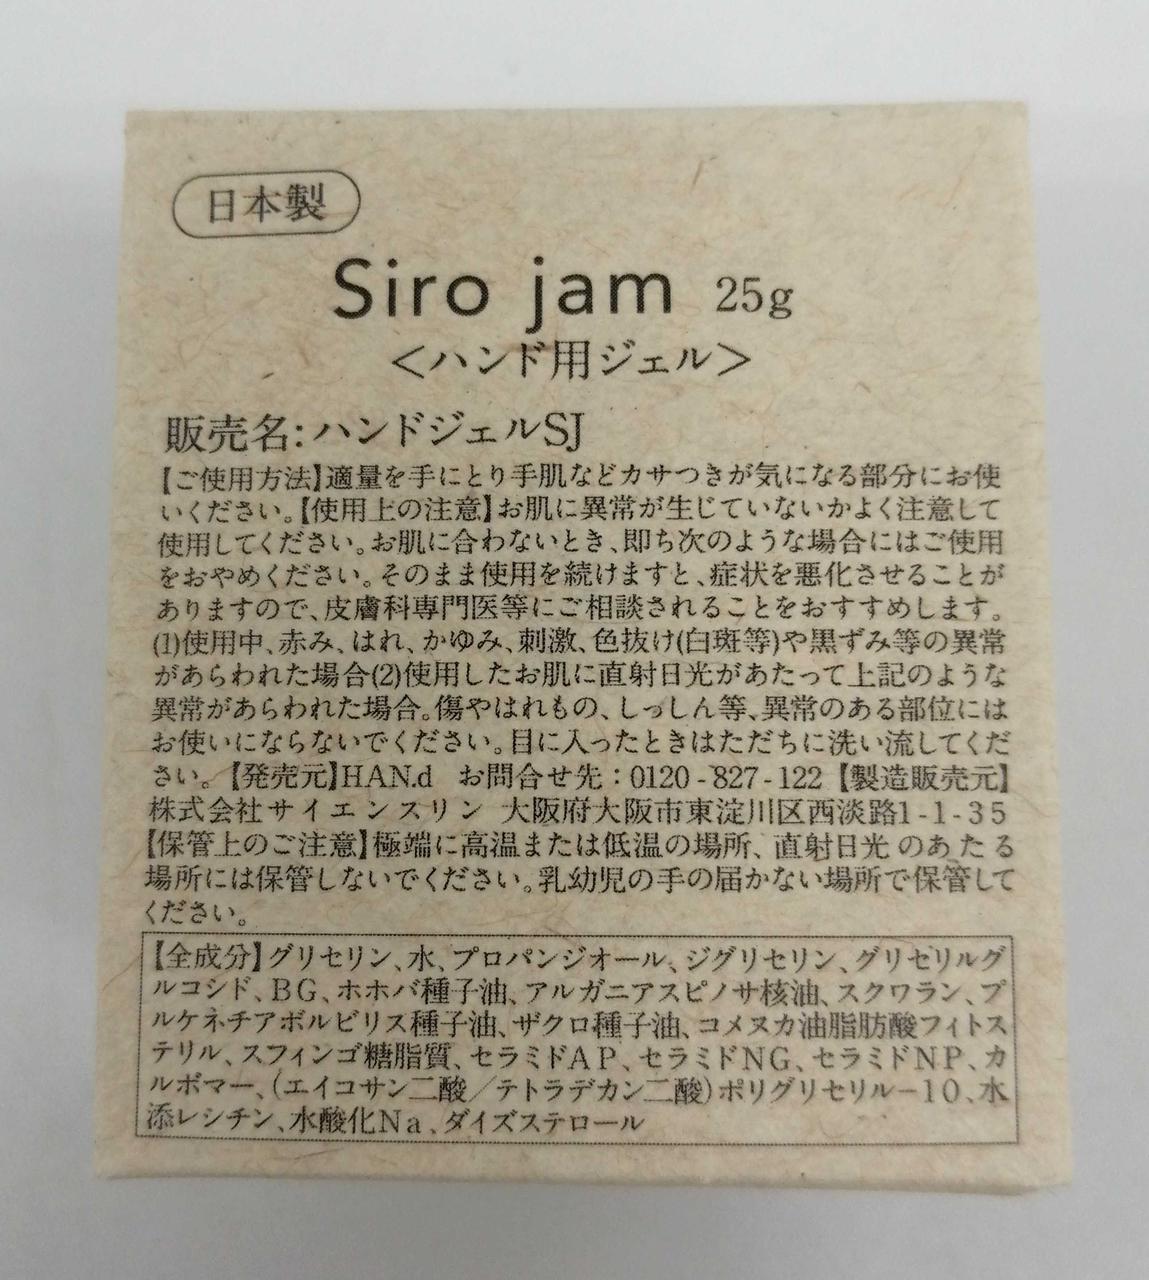 日本製
Siro jam 25g
＜ハンド用ジェル＞
販売名:ハンドジェルSJ
【ご使用方法】適量を手にとり手肌などカサつきが気になる部分にお使
いください。【使用上の注意】お肌に異常が生じていないかよく注意して
使用してください。お肌に合わないとき、即ち次のような場合にはご使用
をおやめください。そのまま使用を続けますと、症状を悪化させることが
ありますので、皮膚科専門医等にご相談されることをおすすめします。
(1)使用中、赤み、はれ、かゆみ、刺激、色抜け(白斑等)や黒ずみ等の異常
があらわれた場合(2)使用したお肌に直射日光があたって上記のような
異常があらわれた場合。傷やはれもの、しっしん等、異常のある部位には
お使いにならないでください。目に入ったときはただちに洗い流してくだ
さい。【発売元】HAN.d お問合せ先：0120-827-122【製造販売元】
株式会社サイエンスリン 大阪府大阪市東淀川区西淡路1-1-35
【保管上のご注意】極端に高温または低温の場所、直射日光のあたる
場所には保管しないでください。乳幼児の手の届かない場所で保管して
ください。
【全成分】グリセリン、水、プロパンジオール、ジグリセリン、グリセリルグ
ルコシド、BG、ホホバ種子油、アルガニアスピノサ核油、スクワラン、プ
ルケネチアボルビリス種子油、ザクロ種子油、コメヌカ油脂肪酸フィトス
テリル、スフィンゴ糖脂質、セラミドAP、セラミドNG、セラミドNP、カ
ルボマー、(エイコサン二酸／テトラデカン二酸)ポリグリセリル-10、水
添レシチン、水酸化Na、ダイズステロール